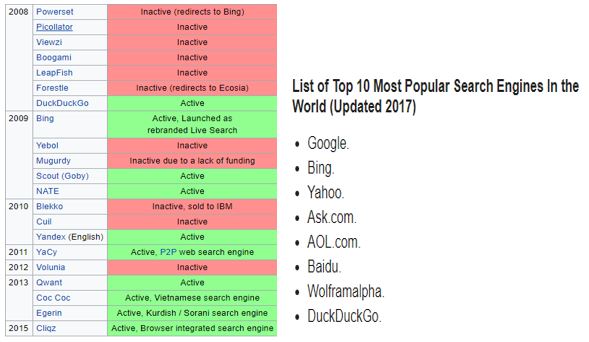 2008 Powerset Inactive (redirects to Bing)
Picollator Inactive
Viewzi Inactive
Boogami Inactive
LeapFish Inactive
Forestle Inactive (redirects to Ecosia)
DuckDuckGo Active
2009 Bing Active, Launched as
rebranded Live Search
Yebol Inactive
Mugurdy Inactive due to a lack of funding
Scout (Goby) Active
NATE Active
2010 Blekko Inactive, sold to IBM
Cuil Inactive
Yandex (English) Active
2011 YaCy Active, P2P web search engine
2012 Volunia Inactive
2013 Qwant Active
Coc Coc Active, Vietnamese search engine
Egerin Active, Kurdish / Sorani search engine
2015 Cliqz Active, Browser integrated search engine
List of Top 10 Most Popular Search Engines In the
World (Updated 2017)
• Google.
• Bing.
• Yahoo.
• Ask.com.
• AOL.com.
• Baidu.
• Wolframalpha.
• DuckDuckGo.